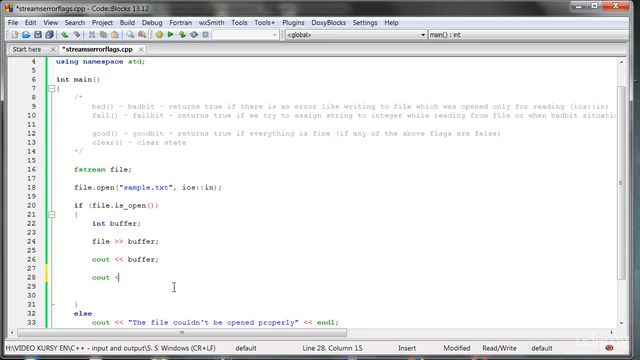 *streamserrorflags.cpp - Code::Blocks 13.12
File Edit View Search Project Build Debug Fortran wxSmith Tools Tools+ Plugins DoxyBlocks Settings Help
<global> main() : int
Start here *streamserrorflags.cpp
4 using namespace std;
5
6 int main()
7 {
8 /*
9 bad() - badbit - returns true if there is an error like writing to file which was opened only for reading (ios::in)
10 fail() - failbit - returns true if we try to assign string to integer while reading from file or when badbit situati
11
12 good() - goodbit - returns true if everything is fine (if any of the above flags are false)
13 clear() - clear state
14 */
15
16 fstream file;
17
18 file.open("sample.txt", ios::in);
19
20 if (file.is_open())
21 {
22 int buffer;
23
24 file >> buffer;
25
26 cout << buffer;
27
28 cout <
29
30
31 }
32 else
33 cout << "The file couldn't be opened properly" << endl;
H:\VIDEO KURSY EN\C++ - input and output\5. S Windows (CR+LF) default Line 28, Column 15 Insert Modified Read/Write default